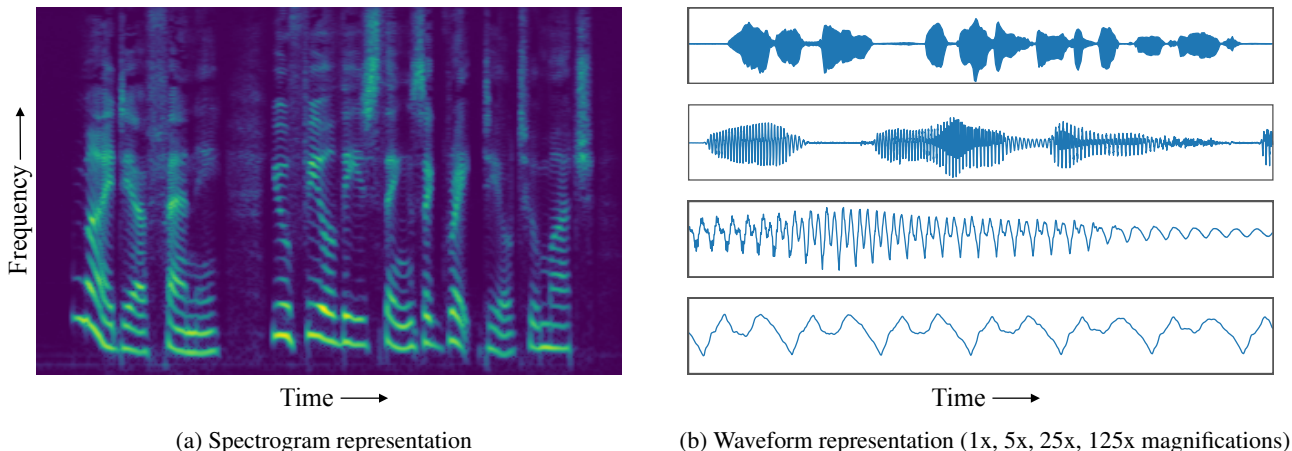 Frequency
Time
Time
(a) Spectrogram representation
(b) Waveform representation (1x, 5x, 25x, 125x magnifications)